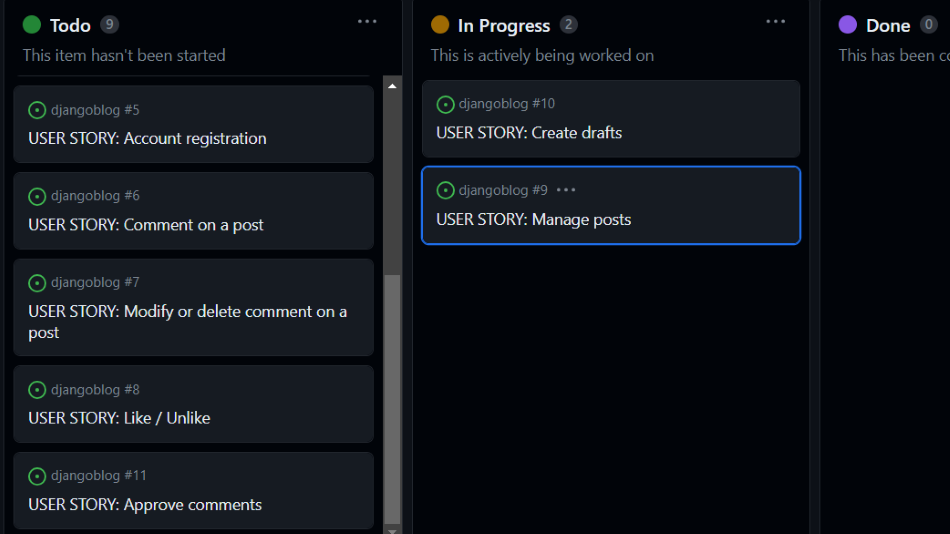 Todo 9
This item hasn't been started
djangoblog #5
USER STORY: Account registration
djangoblog #6
USER STORY: Comment on a post
djangoblog #7
USER STORY: Modify or delete comment on a
post
djangoblog #8
USER STORY: Like / Unlike
djangoblog #11
USER STORY: Approve comments
In Progress 2
This is actively being worked on
djangoblog #10
USER STORY: Create drafts
djangoblog #9
USER STORY: Manage posts
Done 0
This has been co